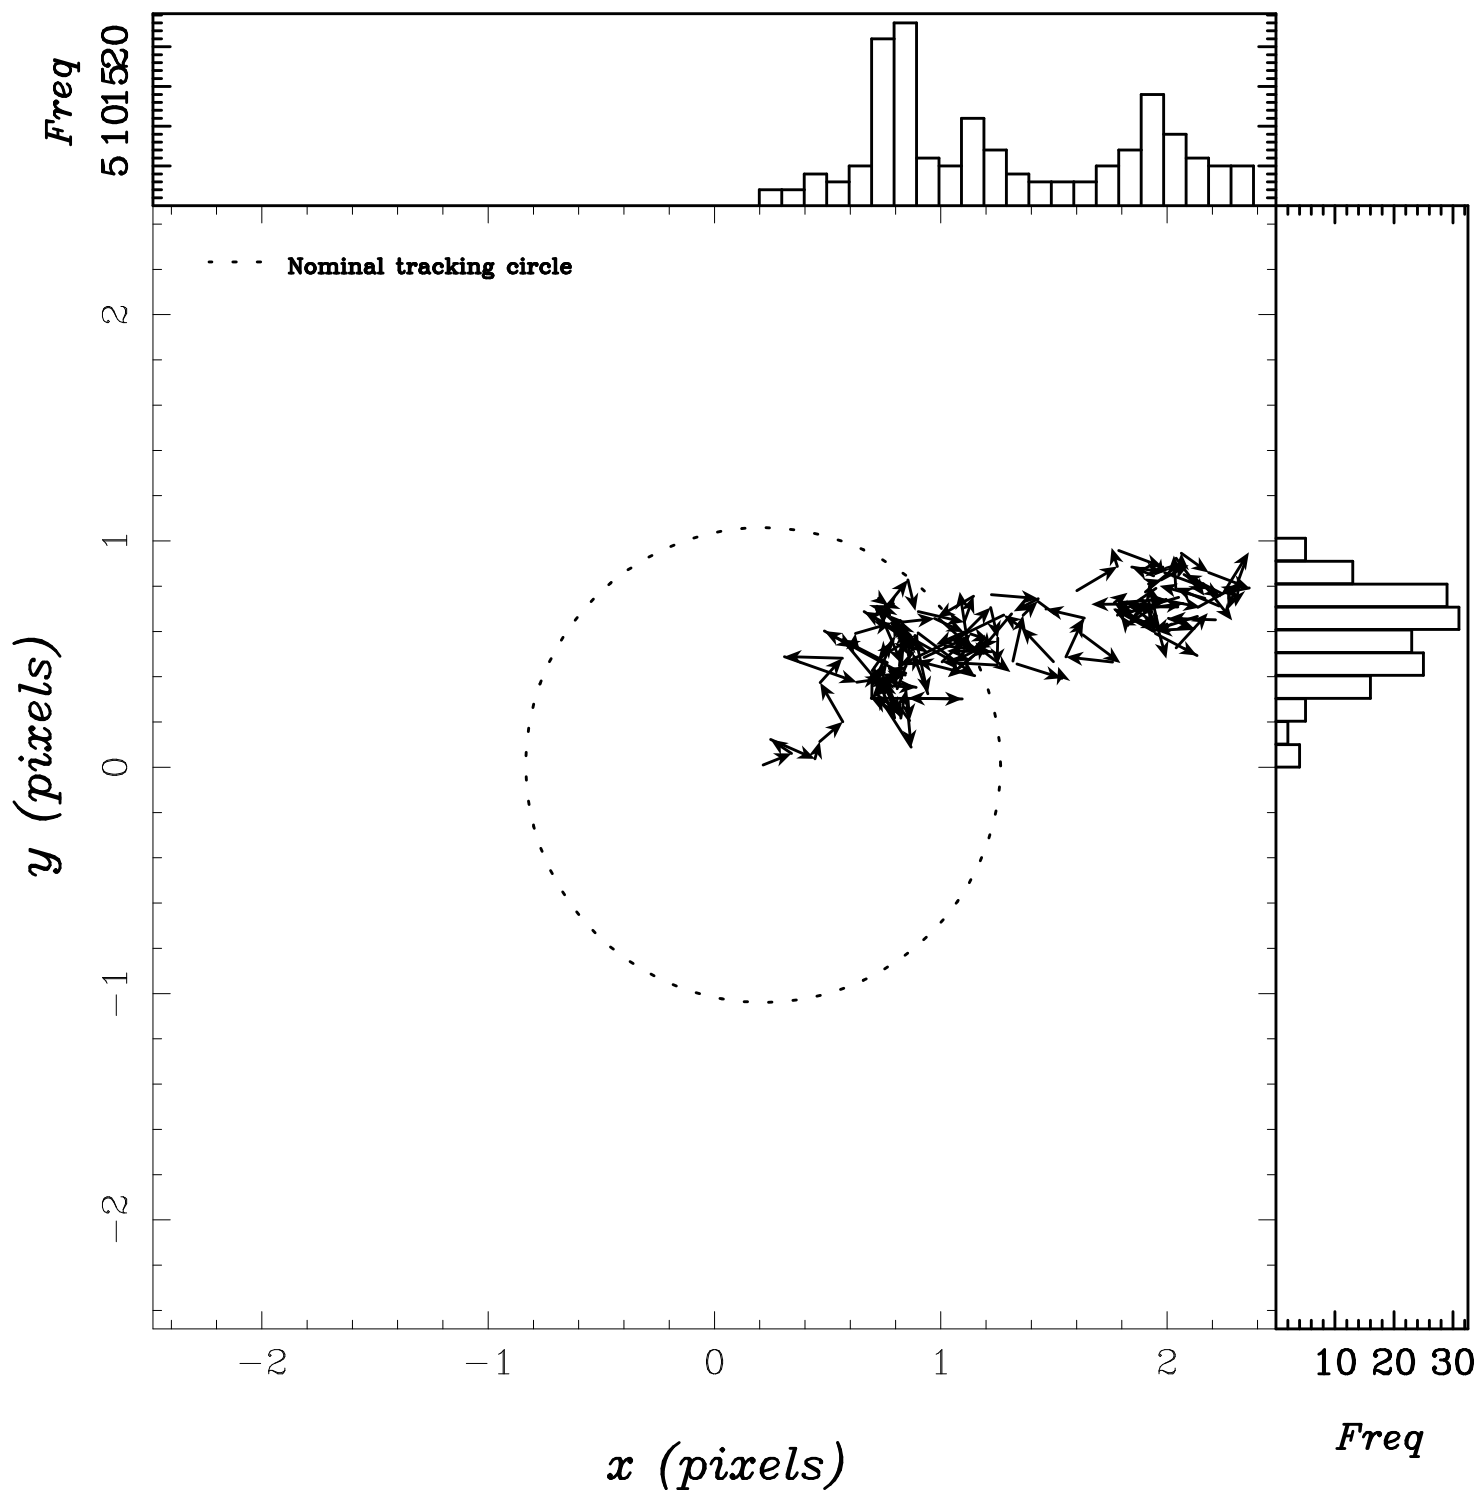 Freq
5 10 15 20
Nominal tracking circle
2
1
0
−1
−2
y (pixels)
−2 −1 0 1 2
10 20 30
Freq
x (pixels)